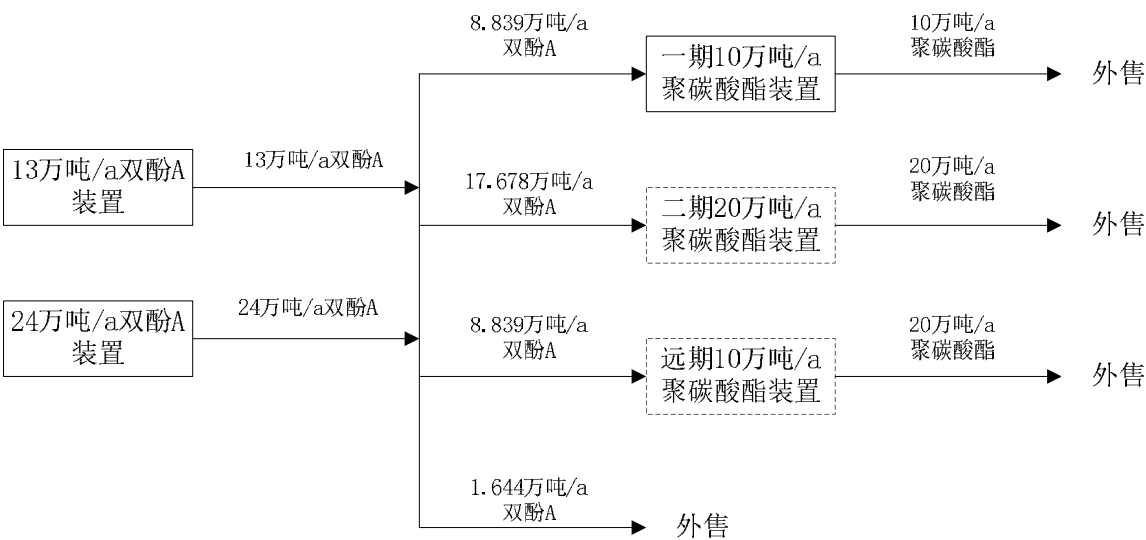 13万吨/a双酚A
装置
13万吨/a双酚A
24万吨/a双酚A
装置
24万吨/a双酚A
8.839万吨/a
双酚A
一期10万吨/a
聚碳酸酯装置
10万吨/a
聚碳酸酯
外售
17.678万吨/a
双酚A
二期20万吨/a
聚碳酸酯装置
20万吨/a
聚碳酸酯
外售
8.839万吨/a
双酚A
远期10万吨/a
聚碳酸酯装置
20万吨/a
聚碳酸酯
外售
1.644万吨/a
双酚A
外售